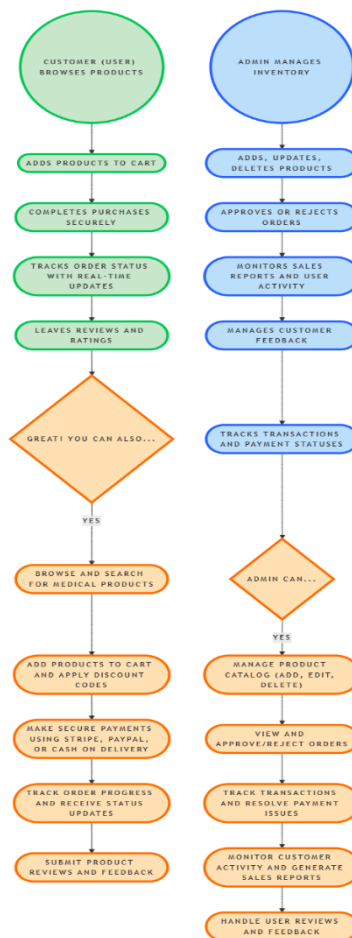 CUSTOMER (USER)
BROWSES PRODUCTS
ADDS PRODUCTS TO CART
COMPLETES PURCHASES
SECURELY
TRACKS ORDER STATUS
WITH REAL-TIME
UPDATES
LEAVES REVIEWS AND
RATINGS
GREAT! YOU CAN ALSO...
YES
BROWSE AND SEARCH
FOR MEDICAL PRODUCTS
ADD PRODUCTS TO CART
AND APPLY DISCOUNT
CODES
MAKE SECURE PAYMENTS
USING STRIPE, PAYPAL,
OR CASH ON DELIVERY
TRACK ORDER PROGRESS
AND RECEIVE STATUS
UPDATES
SUBMIT PRODUCT
REVIEWS AND FEEDBACK
ADMIN MANAGES
INVENTORY
ADDS, UPDATES,
DELETES PRODUCTS
APPROVES OR REJECTS
ORDERS
MONITORS SALES
REPORTS AND USER
ACTIVITY
MANAGES CUSTOMER
FEEDBACK
TRACKS TRANSACTIONS
AND PAYMENT STATUSES
ADMIN CAN...
YES
MANAGE PRODUCT
CATALOG (ADD, EDIT,
DELETE)
VIEW AND
APPROVE/REJECT ORDERS
TRACK TRANSACTIONS
AND RESOLVE PAYMENT
ISSUES
MONITOR CUSTOMER
ACTIVITY AND GENERATE
SALES REPORTS
HANDLE USER REVIEWS
AND FEEDBACK